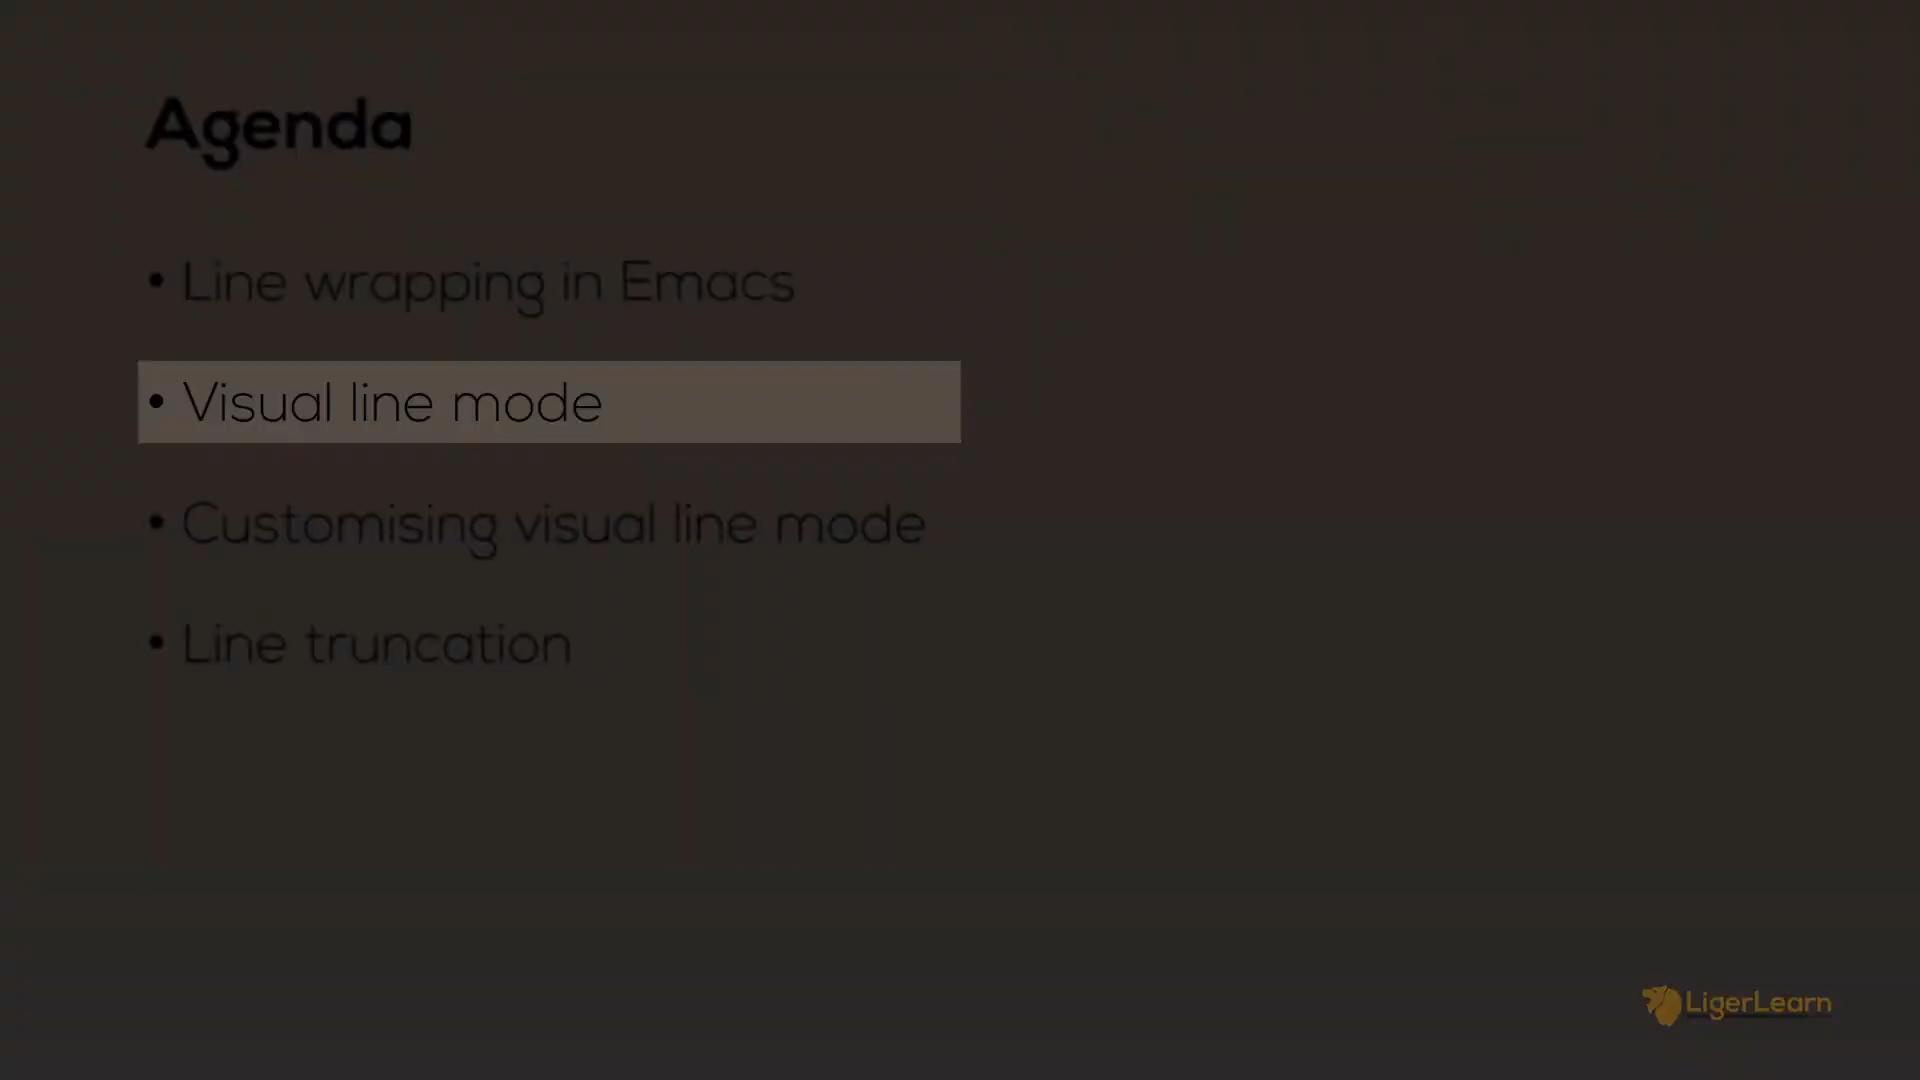 Agenda
• Line wrapping in Emacs
• Visual line mode
• Customising visual line mode
• Line truncation
LigerLearn